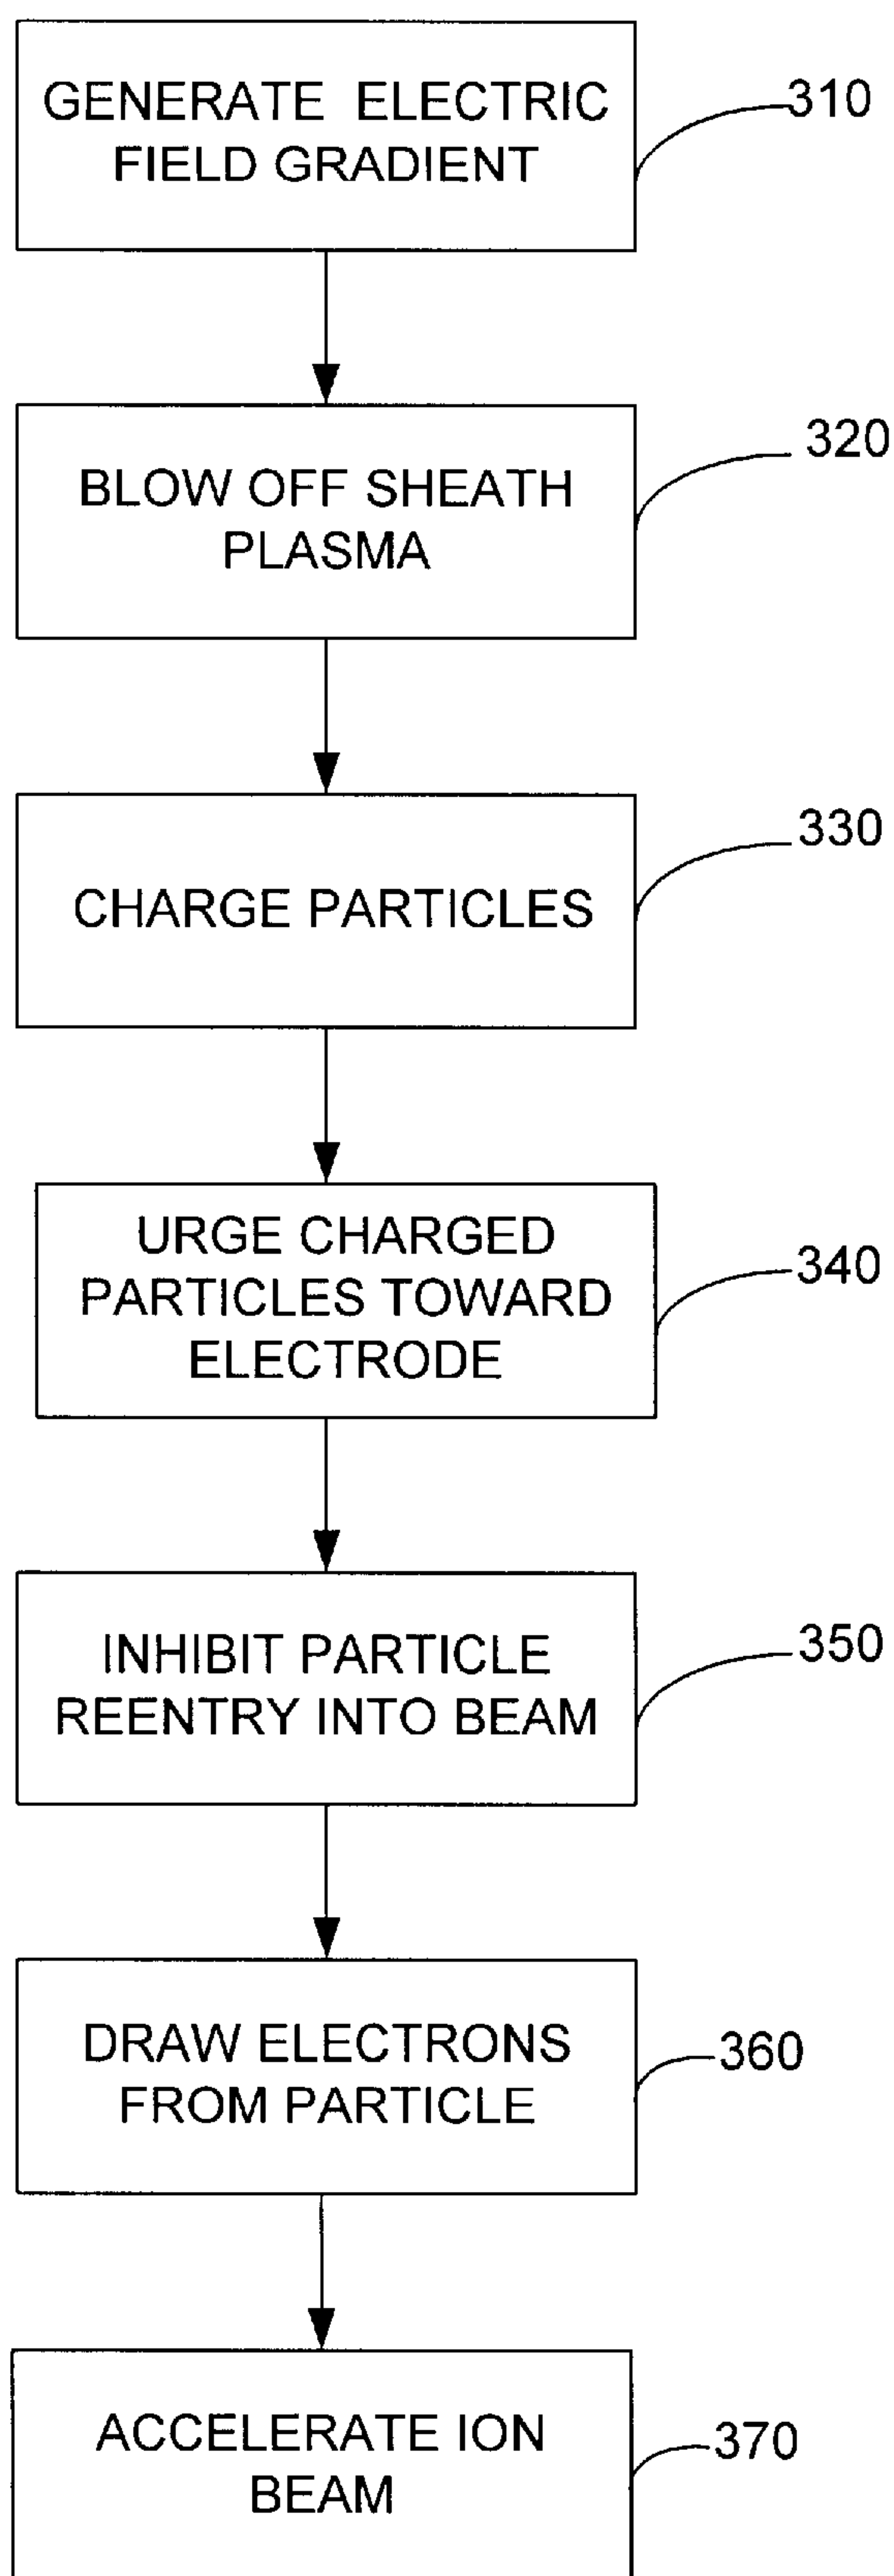 GENERATE ELECTRIC
FIELD GRADIENT
310
BLOW OFF SHEATH
PLASMA
320
CHARGE PARTICLES
330
URGE CHARGED
PARTICLES TOWARD
ELECTRODE
340
INHIBIT PARTICLE
REENTRY INTO BEAM
350
DRAW ELECTRONS
FROM PARTICLE
360
ACCELERATE ION
BEAM
370